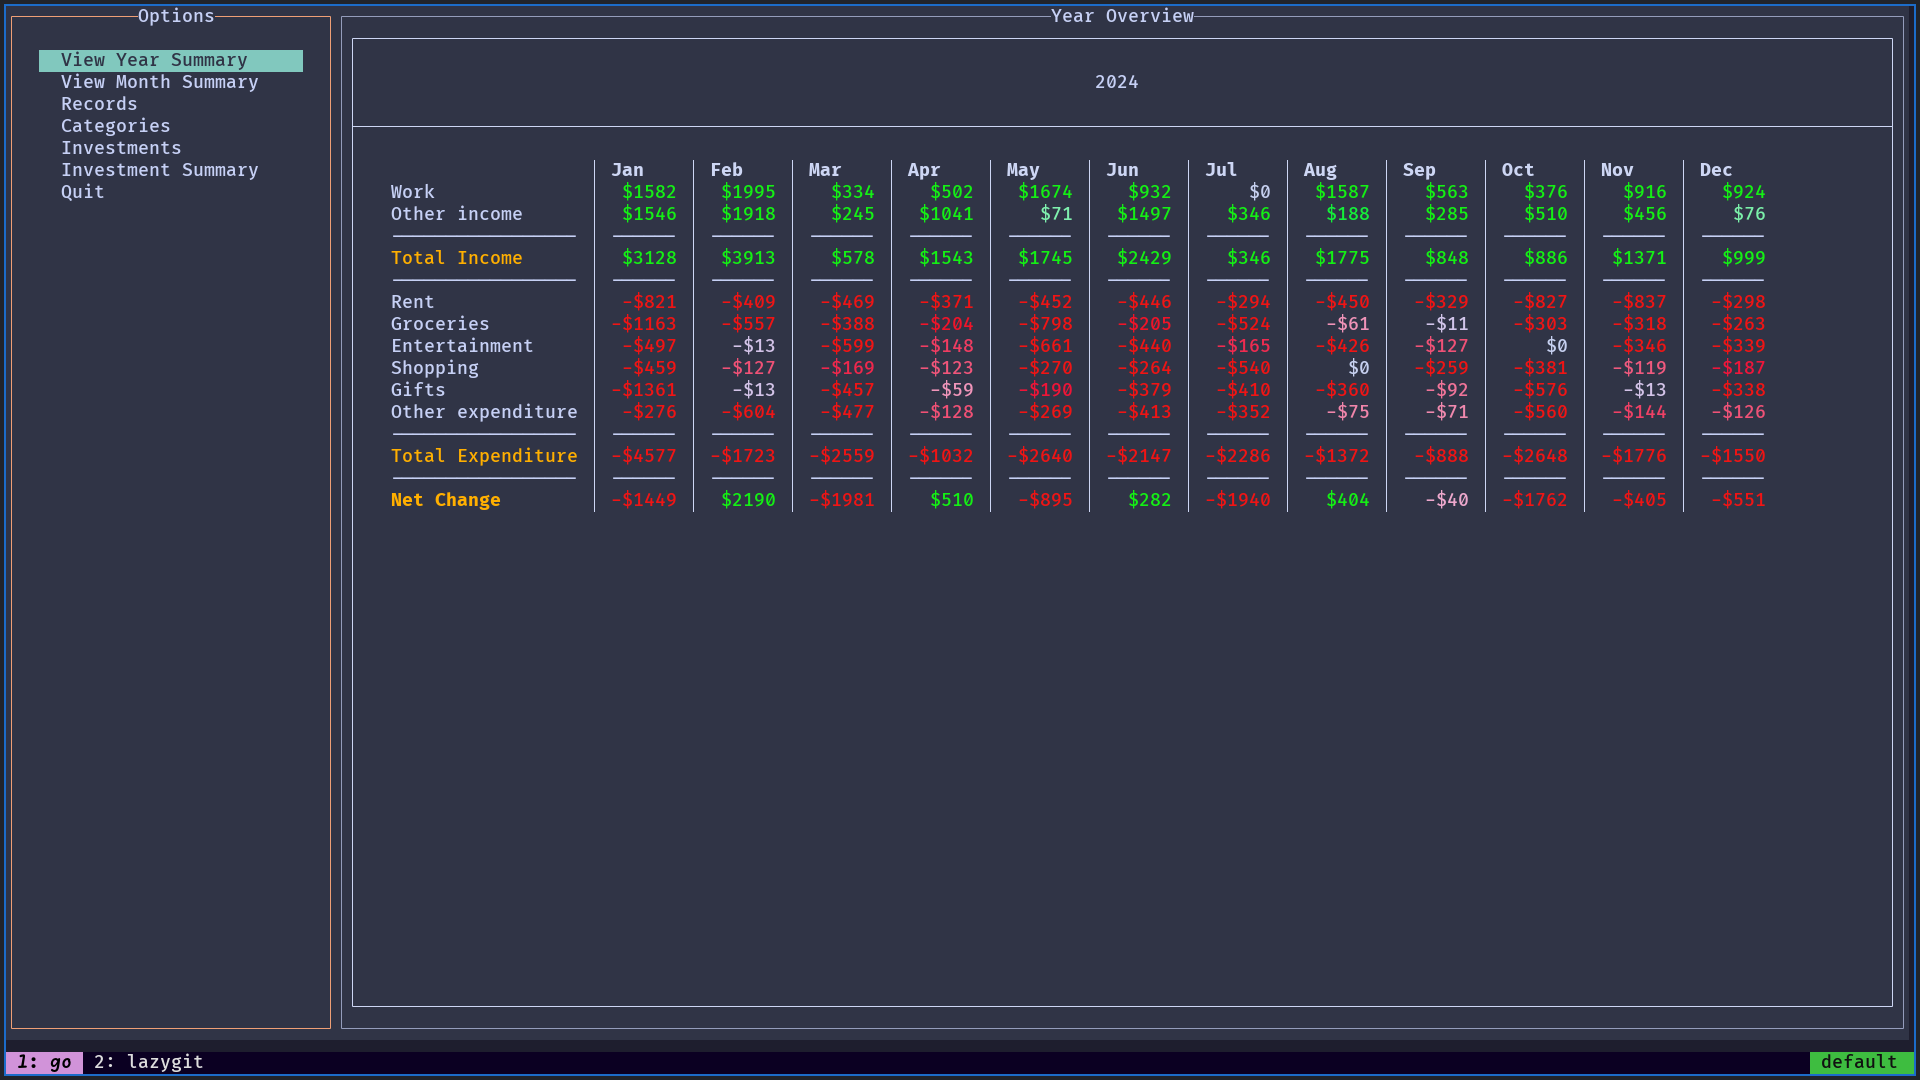 Options
View Year Summary
View Month Summary
Records
Categories
Investments
Investment Summary
Quit
Year Overview
2024
Jan Feb Mar Apr May Jun Jul Aug Sep Oct Nov Dec
Work $1582 $1995 $334 $502 $1674 $932 $0 $1587 $563 $376 $916 $924
Other income $1546 $1918 $245 $1041 $71 $1497 $346 $188 $285 $510 $456 $76
Total Income $3128 $3913 $578 $1543 $1745 $2429 $346 $1775 $848 $886 $1371 $999
Rent -$821 -$409 -$469 -$371 -$452 -$446 -$294 -$450 -$329 -$827 -$837 -$298
Groceries -$1163 -$557 -$388 -$204 -$798 -$205 -$524 -$61 -$11 -$303 -$318 -$263
Entertainment -$497 -$13 -$599 -$148 -$661 -$440 -$165 -$426 -$127 $0 -$346 -$339
Shopping -$459 -$127 -$169 -$123 -$270 -$264 -$540 $0 -$259 -$381 -$119 -$187
Gifts -$1361 -$13 -$457 -$59 -$190 -$379 -$410 -$360 -$92 -$576 -$13 -$338
Other expenditure -$276 -$604 -$477 -$128 -$269 -$413 -$352 -$75 -$71 -$560 -$144 -$126
Total Expenditure -$4577 -$1723 -$2559 -$1032 -$2640 -$2147 -$2286 -$1372 -$888 -$2648 -$1776 -$1550
Net Change -$1449 $2190 -$1981 $510 -$895 $282 -$1940 $404 -$40 -$1762 -$405 -$551
1: go 2: lazygit default